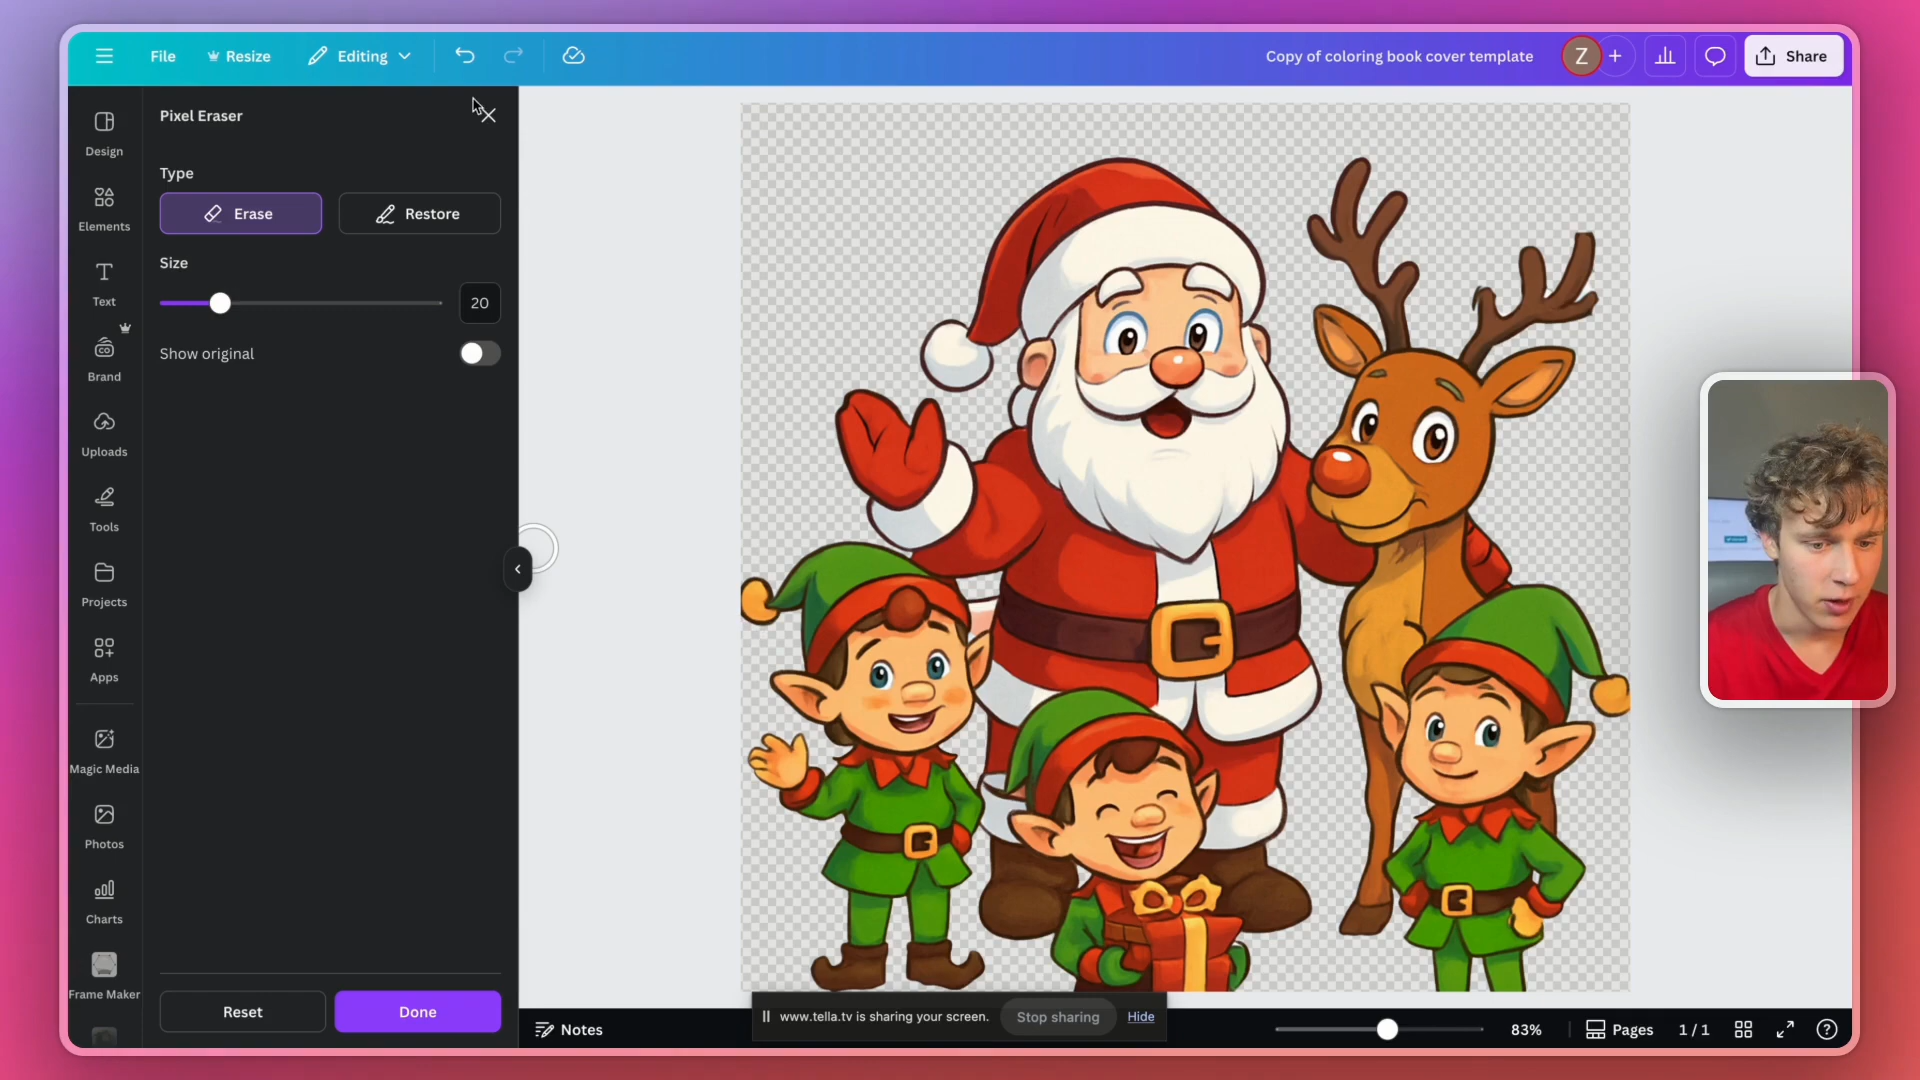 File
Resize
Editing
Copy of coloring book cover template
Z
+
Share
Pixel Eraser
Type
Erase
Restore
Size
20
Show original
Design
Elements
Text
Brand
Uploads
Tools
Projects
Apps
Magic Media
Photos
Charts
Frame Maker
Reset
Done
Notes
www.tella.tv is sharing your screen.
Stop sharing
Hide
83%
Pages
1 / 1